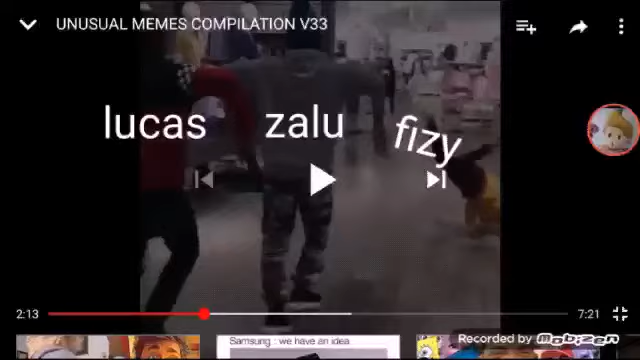 UNUSUAL MEMES COMPILATION V33
lucas zalu fizy
2:13 7:21
Samsung : we have an idea
Recorded by Mobizen